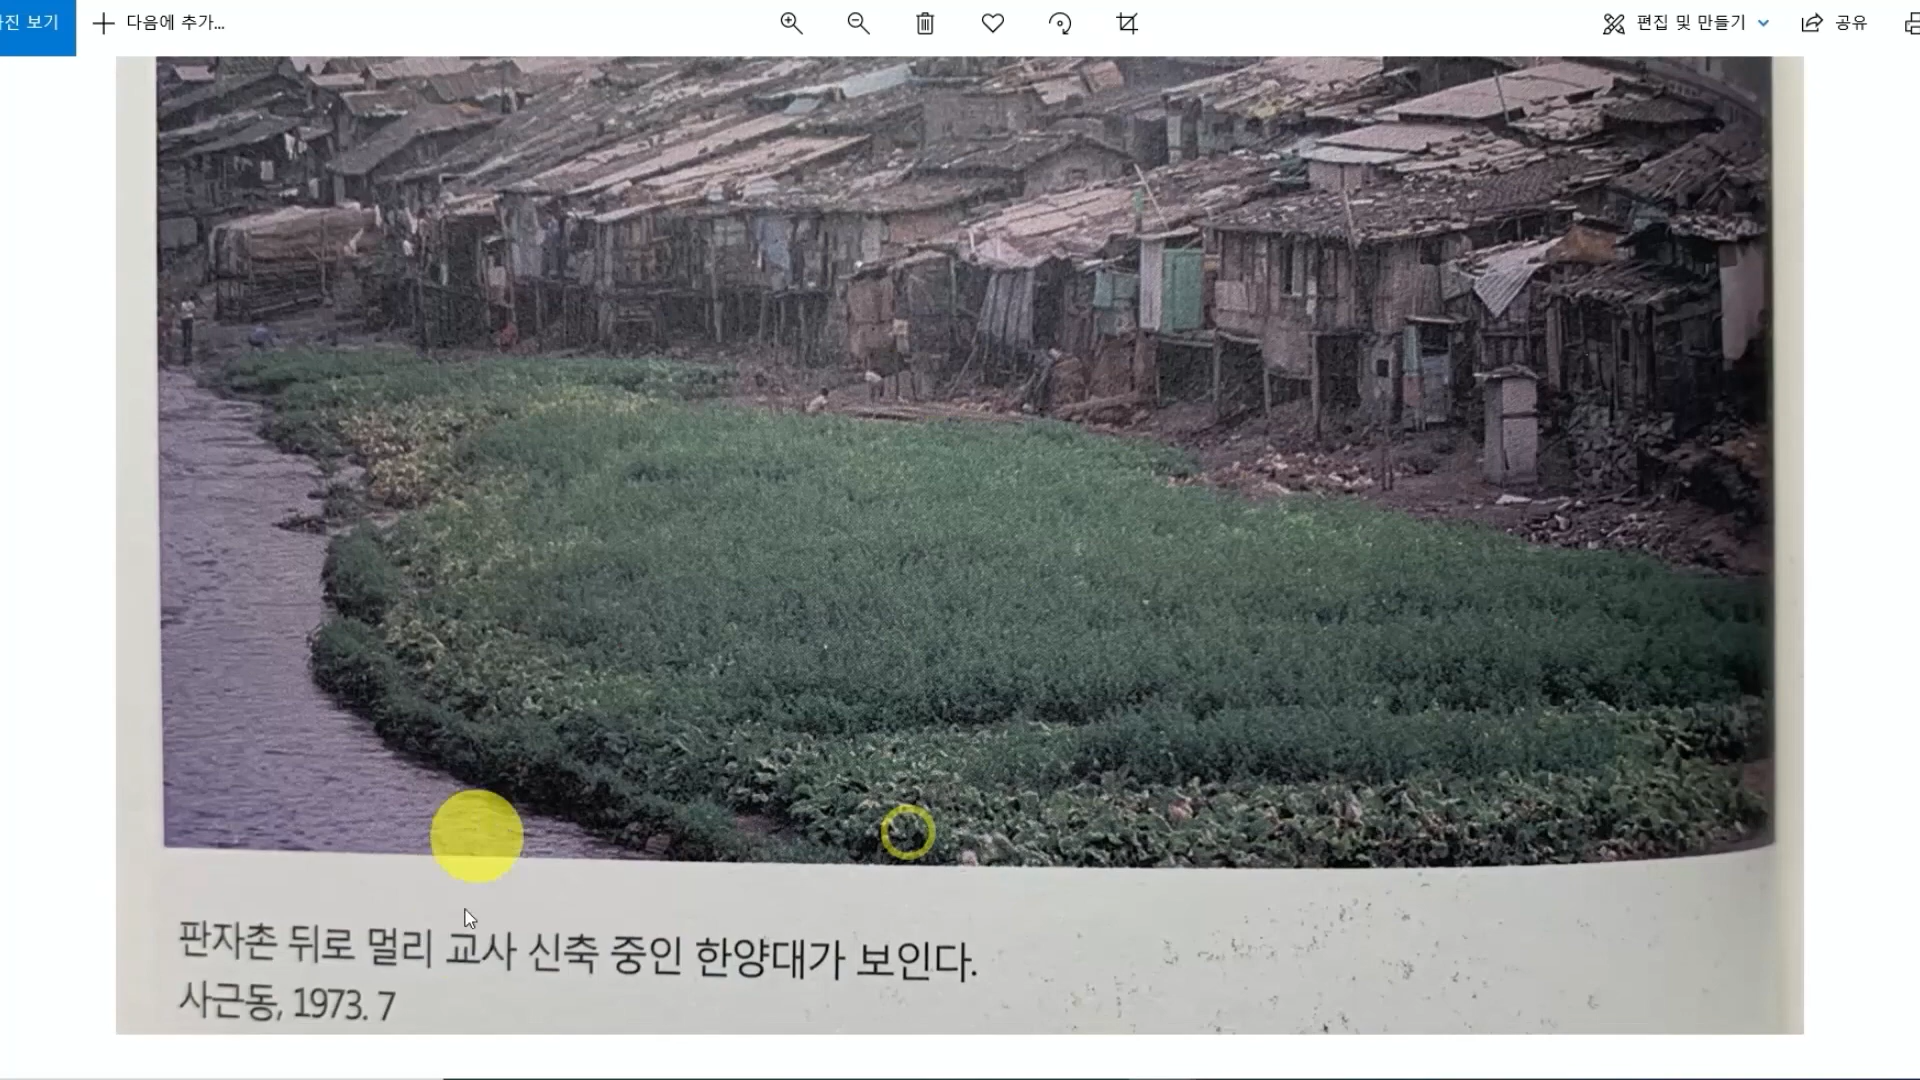 진 보기
다음에 추가...
편집 및 만들기
공유
판자촌 뒤로 멀리 교사 신축 중인 한양대가 보인다.
사근동, 1973. 7